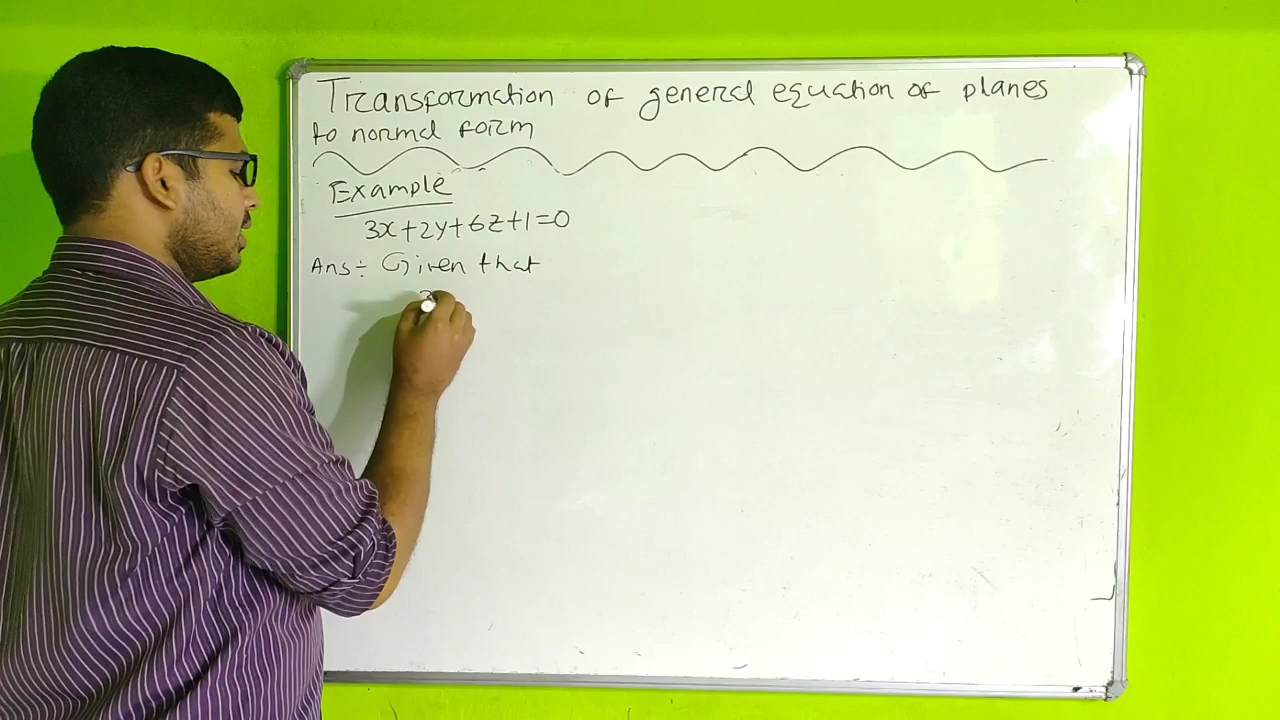 Transformation of general equation of planes
to normal form
Example
3x+2y+6z+1=0
Ans÷ Given that